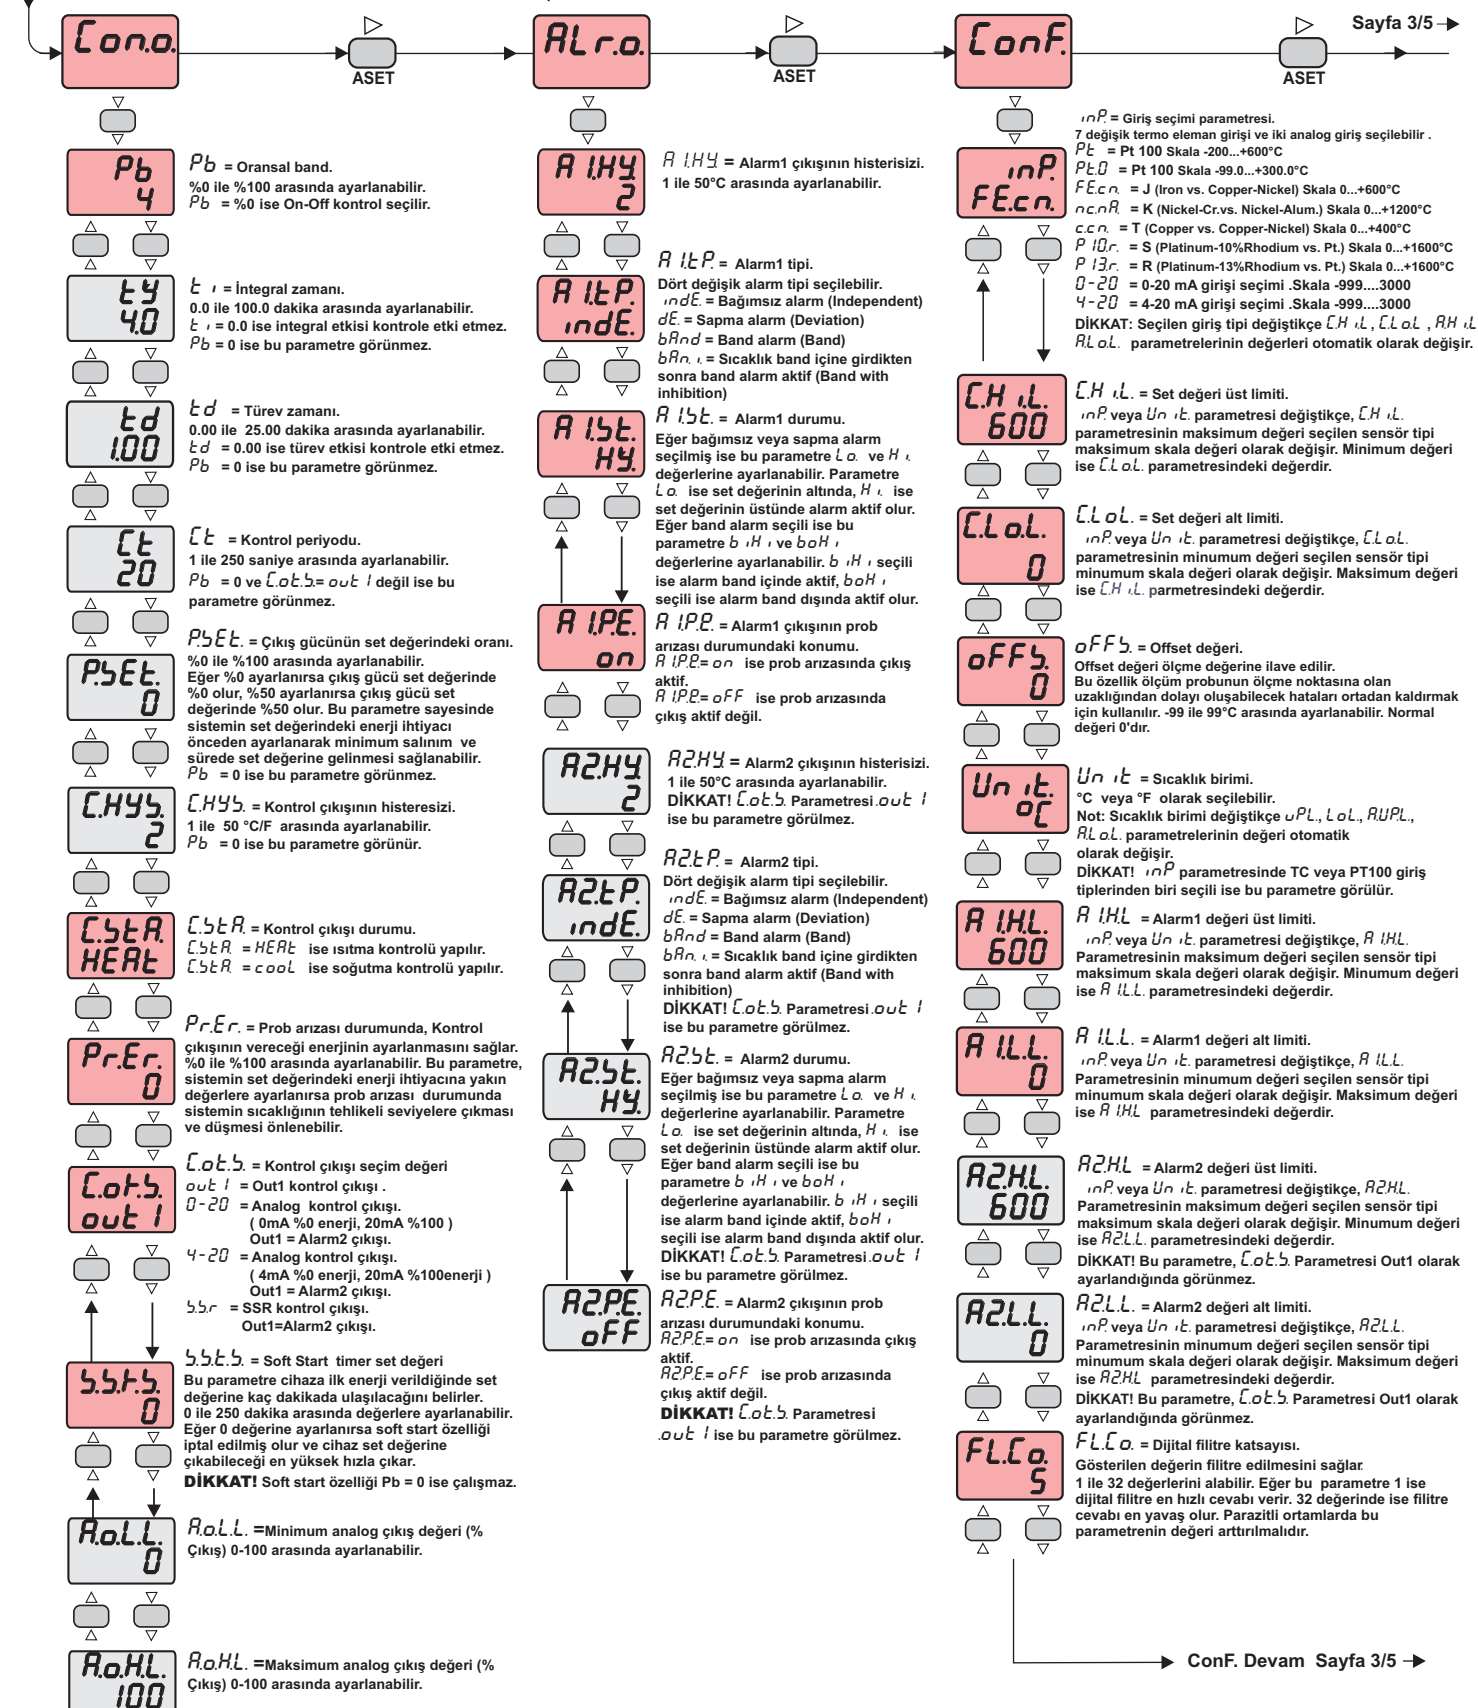 Con.o.
ASET
ALr.o.
ASET
ConF.
ASET
Sayfa 3/5
Pb
4
Pb = Oransal band.
%0 ile %100 arasında ayarlanabilir.
Pb = %0 ise On-Off kontrol seçilir.
4.0
ti = İntegral zamanı.
0.0 ile 100.0 dakika arasında ayarlanabilir.
ti = 0.0 ise integral etkisi kontrole etki etmez.
Pb = 0 ise bu parametre görünmez.
td
1.00
td = Türev zamanı.
0.00 ile 25.00 dakika arasında ayarlanabilir.
td = 0.00 ise türev etkisi kontrole etki etmez.
Pb = 0 ise bu parametre görünmez.
Ct
20
Ct = Kontrol periyodu.
1 ile 250 saniye arasında ayarlanabilir.
Pb = 0 ve C.ot.S.= out 1 değil ise bu
parametre görünmez.
P.SEt.
0
P.SEt. = Çıkış gücünün set değerindeki oranı.
%0 ile %100 arasında ayarlanabilir.
Eğer %0 ayarlanırsa çıkış gücü set değerinde
%0 olur, %50 ayarlanırsa çıkış gücü set
değerinde %50 olur. Bu parametre sayesinde
sistemin set değerindeki enerji ihtiyacı
önceden ayarlanarak minimum salınım ve
sürede set değerine gelinmesi sağlanabilir.
Pb = 0 ise bu parametre görünmez.
C.HYS.
2
C.HYS. = Kontrol çıkışının histeresizi.
1 ile 50 °C/F arasında ayarlanabilir.
Pb = 0 ise bu parametre görünür.
C.StA.
HEAt
C.StA. = Kontrol çıkışı durumu.
C.StA. = HEAt ise ısıtma kontrolü yapılır.
C.StA. = cooL ise soğutma kontrolü yapılır.
Pr.Er.
0
Pr.Er. = Prob arızası durumunda, Kontrol
çıkışının vereceği enerjinin ayarlanmasını sağlar.
%0 ile %100 arasında ayarlanabilir. Bu parametre,
sistemin set değerindeki enerji ihtiyacına yakın
değerlere ayarlanırsa prob arızası durumunda
sistemin sıcaklığının tehlikeli seviyelere çıkması
ve düşmesi önlenebilir.
C.ot.S.
out 1
C.ot.S. = Kontrol çıkışı seçim değeri
out 1 = Out1 kontrol çıkışı .
0-20 = Analog kontrol çıkışı.
( 0mA %0 enerji, 20mA %100 )
Out1 = Alarm2 çıkışı.
4-20 = Analog kontrol çıkışı.
( 4mA %0 enerji, 20mA %100enerji )
Out1 = Alarm2 çıkışı.
S.S.r = SSR kontrol çıkışı.
Out1=Alarm2 çıkışı.
S.S.t.S.
0
S.S.t.S. = Soft Start timer set değeri
Bu parametre cihaza ilk enerji verildiğinde set
değerine kaç dakikada ulaşılacağını belirler.
0 ile 250 dakika arasında değerlere ayarlanabilir.
Eğer 0 değerine ayarlanırsa soft start özelliği
iptal edilmiş olur ve cihaz set değerine
çıkabileceği en yüksek hızla çıkar.
DİKKAT! Soft start özelliği Pb = 0 ise çalışmaz.
A.o.L.L.
0
A.o.L.L. =Minimum analog çıkış değeri (%
Çıkış) 0-100 arasında ayarlanabilir.
A.o.H.L.
100
A.o.H.L. =Maksimum analog çıkış değeri (%
Çıkış) 0-100 arasında ayarlanabilir.
A1.HY.
2
A1.HY. = Alarm1 çıkışının histerisizi.
1 ile 50°C arasında ayarlanabilir.
A1.tP.
indE.
A1.tP. = Alarm1 tipi.
Dört değişik alarm tipi seçilebilir.
indE. = Bağımsız alarm (Independent)
dE. = Sapma alarm (Deviation)
bAnd = Band alarm (Band)
bAn.i. = Sıcaklık band içine girdikten
sonra band alarm aktif (Band with
inhibition)
A1.St.
HY.
A1.St. = Alarm1 durumu.
Eğer bağımsız veya sapma alarm
seçilmiş ise bu parametre Lo. ve Hi.
değerlerine ayarlanabilir. Parametre
Lo. ise set değerinin altında, Hi. ise
set değerinin üstünde alarm aktif olur.
Eğer band alarm seçili ise bu
parametre biHi ve boHi
değerlerine ayarlanabilir. biHi seçili
ise alarm band içinde aktif, boHi
seçili ise alarm band dışında aktif olur.
A1.P.E.
on
A1.P.E. = Alarm1 çıkışının prob
arızası durumundaki konumu.
A1.P.E.= on ise prob arızasında çıkış
aktif.
A1.P.E.= oFF ise prob arızasında
çıkış aktif değil.
A2.HY.
2
A2.HY. = Alarm2 çıkışının histerisizi.
1 ile 50°C arasında ayarlanabilir.
DİKKAT! C.ot.S. Parametresi.out 1
ise bu parametre görülmez.
A2.tP.
indE.
A2.tP. = Alarm2 tipi.
Dört değişik alarm tipi seçilebilir.
indE. = Bağımsız alarm (Independent)
dE. = Sapma alarm (Deviation)
bAnd = Band alarm (Band)
bAn.i. = Sıcaklık band içine girdikten
sonra band alarm aktif (Band with
inhibition)
DİKKAT! C.ot.S. Parametresi.out 1
ise bu parametre görülmez.
A2.St.
HY.
A2.St. = Alarm2 durumu.
Eğer bağımsız veya sapma alarm
seçilmiş ise bu parametre Lo. ve Hi.
değerlerine ayarlanabilir. Parametre
Lo. ise set değerinin altında, Hi. ise
set değerinin üstünde alarm aktif olur.
Eğer band alarm seçili ise bu
parametre biHi ve boHi
değerlerine ayarlanabilir. biHi seçili
ise alarm band içinde aktif, boHi
seçili ise alarm band dışında aktif olur.
DİKKAT! C.ot.S. Parametresi.out 1
ise bu parametre görülmez.
A2.P.E.
oFF
A2.P.E. = Alarm2 çıkışının prob
arızası durumundaki konumu.
A2.P.E.= on ise prob arızasında çıkış
aktif.
A2.P.E.= oFF ise prob arızasında
çıkış aktif değil.
DİKKAT! C.ot.S. Parametresi
.out 1 ise bu parametre görülmez.
inP.
FE.cn.
inP. = Giriş seçimi parametresi.
7 değişik termo eleman girişi ve iki analog giriş seçilebilir .
Pt = Pt 100 Skala -200...+600°C
Pt.0 = Pt 100 Skala -99.0...+300.0°C
FE.cn. = J (Iron vs. Copper-Nickel) Skala 0...+600°C
nc.nA. = K (Nickel-Cr.vs. Nickel-Alum.) Skala 0...+1200°C
c.cn. = T (Copper vs. Copper-Nickel) Skala 0...+400°C
P10.r. = S (Platinum-10%Rhodium vs. Pt.) Skala 0...+1600°C
P13.r. = R (Platinum-13%Rhodium vs. Pt.) Skala 0...+1600°C
0-20 = 0-20 mA girişi seçimi .Skala -999....3000
4-20 = 4-20 mA girişi seçimi .Skala -999....3000
DİKKAT: Seçilen giriş tipi değiştikçe C.Hi.L , C.Lo.L , A.Hi.L
A.Lo.L. parametrelerinin değerleri otomatik olarak değişir.
C.Hi.L.
600
C.Hi.L. = Set değeri üst limiti.
inP. veya Unit. parametresi değiştikçe, C.Hi.L.
parametresinin maksimum değeri seçilen sensör tipi
maksimum skala değeri olarak değişir. Minimum değeri
ise C.Lo.L. parametresindeki değerdir.
C.Lo.L.
0
C.Lo.L. = Set değeri alt limiti.
inP. veya Unit. parametresi değiştikçe, C.Lo.L.
parametresinin minumum değeri seçilen sensör tipi
minumum skala değeri olarak değişir. Maksimum değeri
ise C.Hi.L. parmetresindeki değerdir.
oFFS.
0
oFFS. = Offset değeri.
Offset değeri ölçme değerine ilave edilir.
Bu özellik ölçüm probunun ölçme noktasına olan
uzaklığından dolayı oluşabilecek hataları ortadan kaldırmak
için kullanılır. -99 ile 99°C arasında ayarlanabilir. Normal
değeri 0'dır.
Unit.
°C
Unit = Sıcaklık birimi.
°C veya °F olarak seçilebilir.
Not: Sıcaklık birimi değiştikçe uPL., LoL., A.UPL.,
A.Lo.L. parametrelerinin değeri otomatik
olarak değişir.
DİKKAT! inP parametresinde TC veya PT100 giriş
tiplerinden biri seçili ise bu parametre görülür.
A1.H.L.
600
A1.H.L = Alarm1 değeri üst limiti.
inP. veya Unit. parametresi değiştikçe, A1.H.L.
Parametresinin maksimum değeri seçilen sensör tipi
maksimum skala değeri olarak değişir. Minumum değeri
ise A1.L.L. parametresindeki değerdir.
A1.L.L.
0
A1.L.L. = Alarm1 değeri alt limiti.
inP. veya Unit. parametresi değiştikçe, A1.L.L.
Parametresinin minumum değeri seçilen sensör tipi
minumum skala değeri olarak değişir. Maksimum değeri
ise A1.H.L parametresindeki değerdir.
A2.H.L.
600
A2.H.L = Alarm2 değeri üst limiti.
inP. veya Unit. parametresi değiştikçe, A2.H.L.
Parametresinin maksimum değeri seçilen sensör tipi
maksimum skala değeri olarak değişir. Minumum değeri
ise A2.L.L. parametresindeki değerdir.
DİKKAT! Bu parametre, C.ot.S. Parametresi Out1 olarak
ayarlandığında görünmez.
A2.L.L.
0
A2.L.L. = Alarm2 değeri alt limiti.
inP. veya Unit. parametresi değiştikçe, A2.L.L.
Parametresinin minumum değeri seçilen sensör tipi
minumum skala değeri olarak değişir. Maksimum değeri
ise A2.H.L parametresindeki değerdir.
DİKKAT! Bu parametre, C.ot.S. Parametresi Out1 olarak
ayarlandığında görünmez.
FL.Co.
5
FL.Co. = Dijital filitre katsayısı.
Gösterilen değerin filitre edilmesini sağlar
1 ile 32 değerlerini alabilir. Eğer bu parametre 1 ise
dijital filitre en hızlı cevabı verir. 32 değerinde ise filitre
cevabı en yavaş olur. Parazitli ortamlarda bu
parametrenin değeri arttırılmalıdır.
ConF. Devam Sayfa 3/5